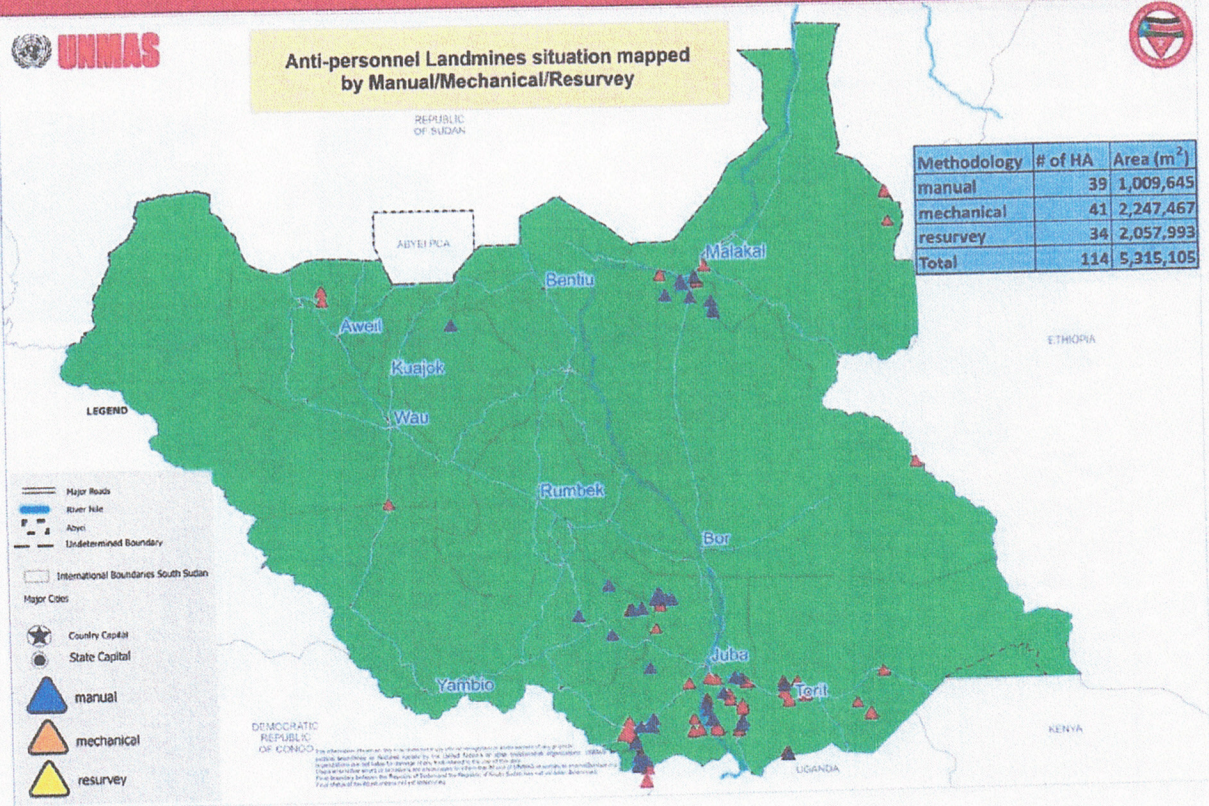 UNMAS
Anti-personnel Landmines situation mapped
by Manual/Mechanical/Resurvey
REPUBLIC
OF SUDAN
Methodology # of HA Area (m²)
manual 39 1,009,645
mechanical 41 2,247,467
resurvey 34 2,057,993
Total 114 5,315,105
ABYEI PCA
Malakal
Bentiu
Aweil
ETHIOPIA
Kuajok
Wau
Rumbek
Bor
Juba
Torit
Yambio
DEMOCRATIC
REPUBLIC
OF CONGO
UGANDA
KENYA
LEGEND
Major Roads
River Nile
Abyei
Undetermined Boundary
International Boundaries South Sudan
Major Cities
Country Capital
State Capital
manual
mechanical
resurvey